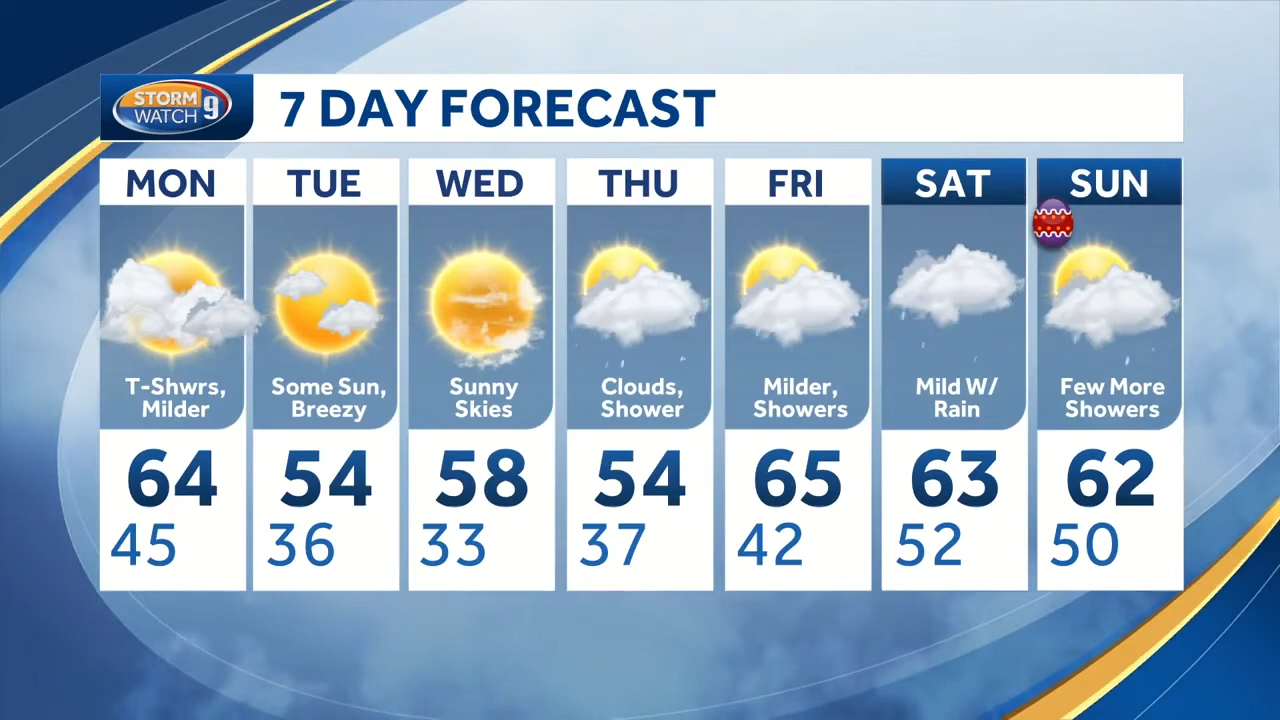 STORM
WATCH 9
7 DAY FORECAST
MON
T-Shwrs,
Milder
64
45
TUE
Some Sun,
Breezy
54
36
WED
Sunny
Skies
58
33
THU
Clouds,
Shower
54
37
FRI
Milder,
Showers
65
42
SAT
Mild W/
Rain
63
52
SUN
Few More
Showers
62
50